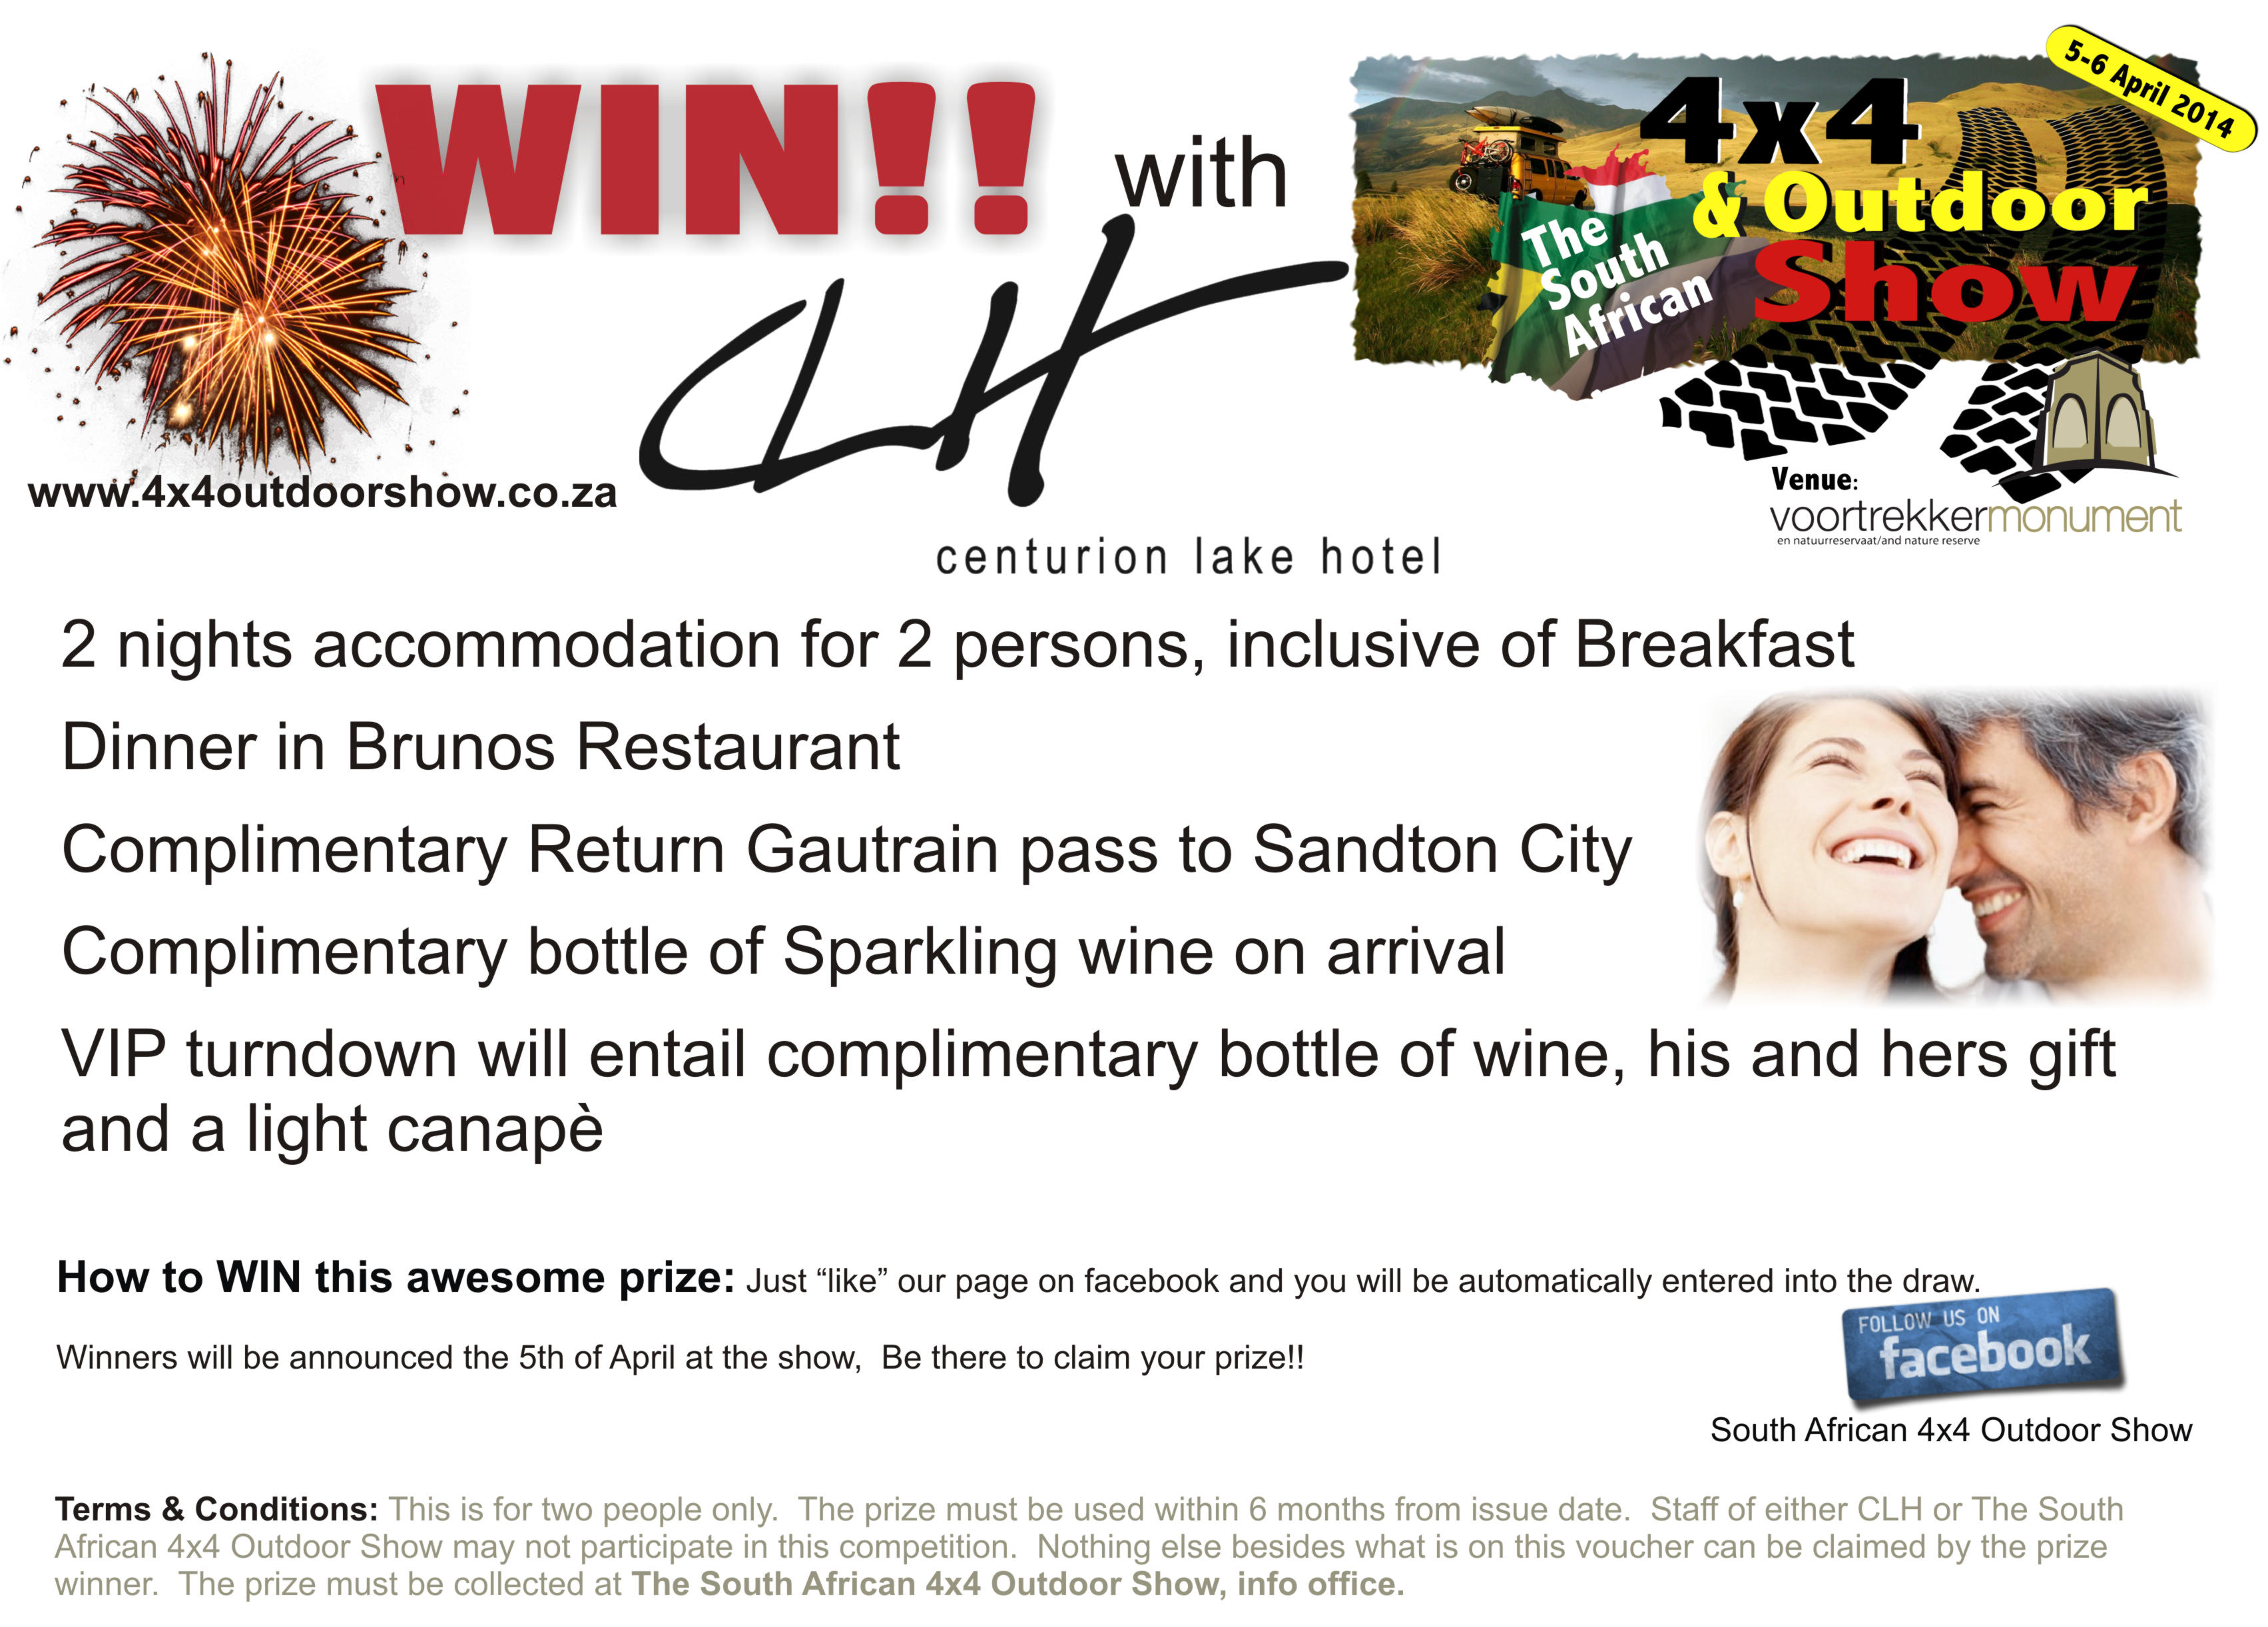 WIN!!
with
CLH
centurion lake hotel
www.4x4outdoorshow.co.za
5-6 April 2014
4x4
& Outdoor
Show
The
South
African
Venue:
voortrekkermonument
en natuurreservaat/and nature reserve
2 nights accommodation for 2 persons, inclusive of Breakfast
Dinner in Brunos Restaurant
Complimentary Return Gautrain pass to Sandton City
Complimentary bottle of Sparkling wine on arrival
VIP turndown will entail complimentary bottle of wine, his and hers gift
and a light canapè
How to WIN this awesome prize: Just “like” our page on facebook and you will be automatically entered into the draw.
Winners will be announced the 5th of April at the show, Be there to claim your prize!!
FOLLOW US ON
facebook
South African 4x4 Outdoor Show
Terms & Conditions: This is for two people only. The prize must be used within 6 months from issue date. Staff of either CLH or The South
African 4x4 Outdoor Show may not participate in this competition. Nothing else besides what is on this voucher can be claimed by the prize
winner. The prize must be collected at The South African 4x4 Outdoor Show, info office.